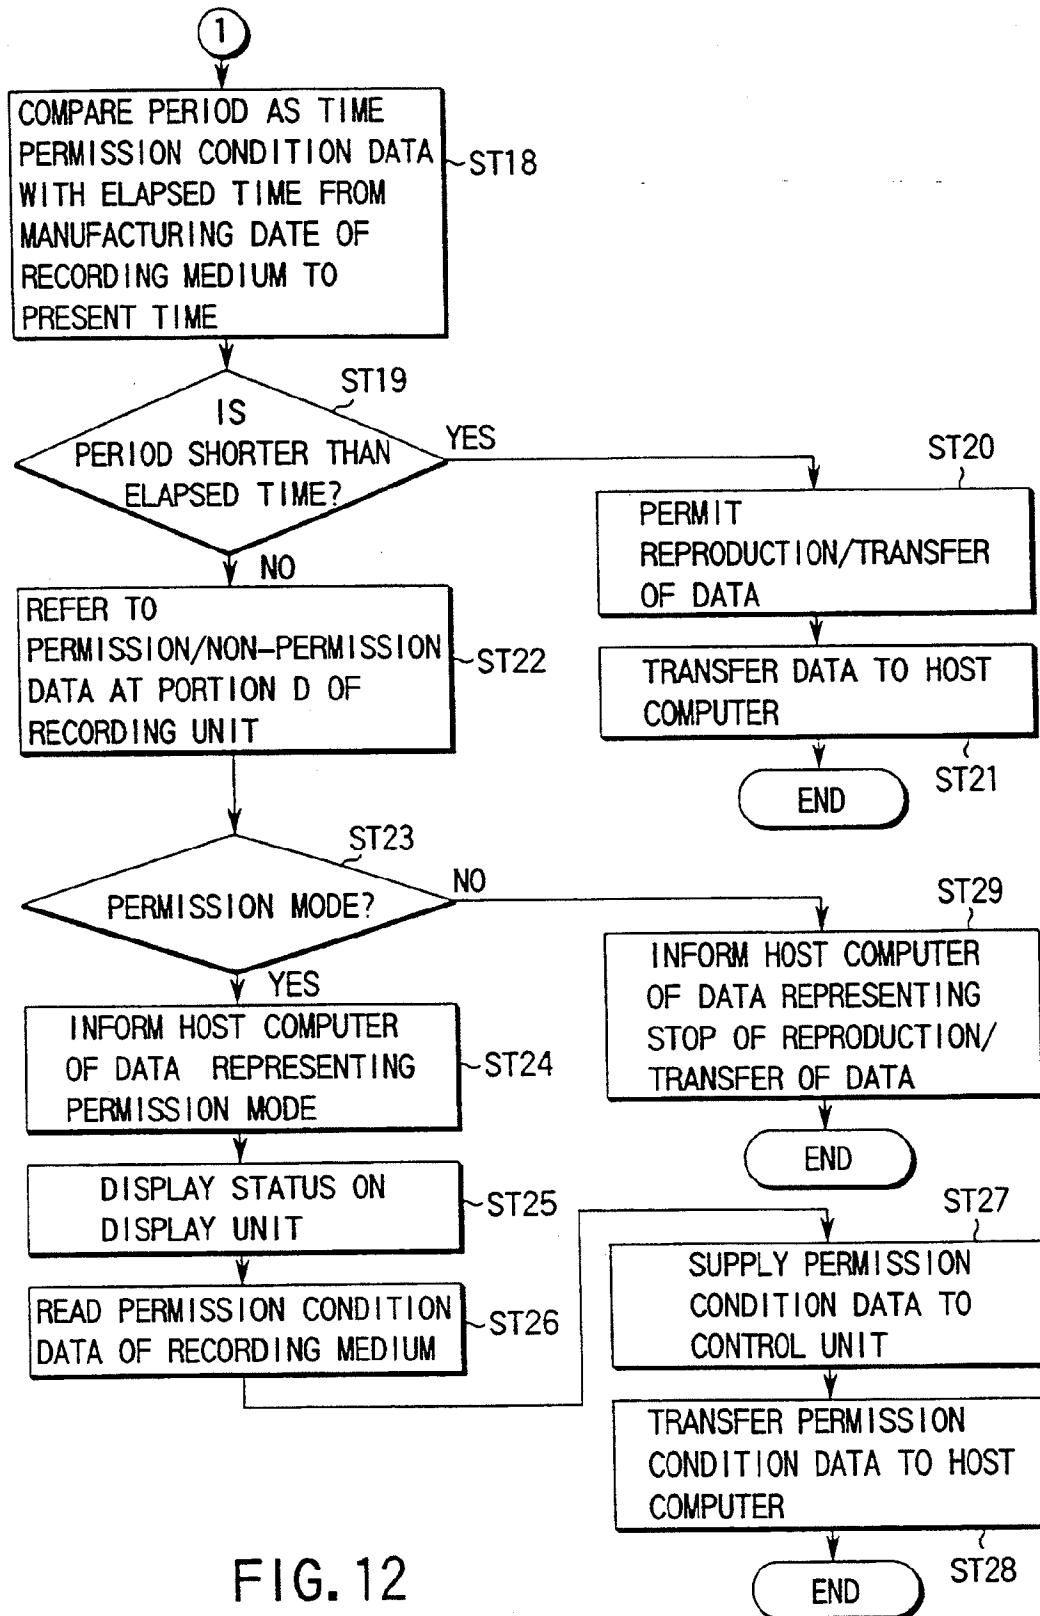 1
COMPARE PERIOD AS TIME
PERMISSION CONDITION DATA
WITH ELAPSED TIME FROM
MANUFACTURING DATE OF
RECORDING MEDIUM TO
PRESENT TIME
ST18
ST19
IS
PERIOD SHORTER THAN
ELAPSED TIME?
YES
ST20
PERMIT
REPRODUCTION/TRANSFER
OF DATA
TRANSFER DATA TO HOST
COMPUTER
ST21
END
NO
REFER TO
PERMISSION/NON-PERMISSION
DATA AT PORTION D OF
RECORDING UNIT
ST22
ST23
PERMISSION MODE?
NO
ST29
INFORM HOST COMPUTER
OF DATA REPRESENTING
STOP OF REPRODUCTION/
TRANSFER OF DATA
END
YES
INFORM HOST COMPUTER
OF DATA REPRESENTING
PERMISSION MODE
ST24
DISPLAY STATUS ON
DISPLAY UNIT
ST25
READ PERMISSION CONDITION
DATA OF RECORDING MEDIUM
ST26
ST27
SUPPLY PERMISSION
CONDITION DATA TO
CONTROL UNIT
TRANSFER PERMISSION
CONDITION DATA TO HOST
COMPUTER
ST28
END
FIG. 12